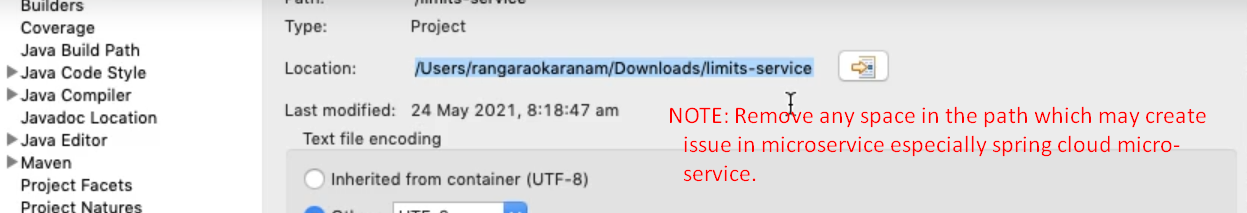 Builders
Coverage
Java Build Path
Java Code Style
Java Compiler
Javadoc Location
Java Editor
Maven
Project Facets
Project Natures
Path: /limits-service
Type: Project
Location: /Users/rangaraokaranam/Downloads/limits-service
Last modified: 24 May 2021, 8:18:47 am
Text file encoding
Inherited from container (UTF-8)
Other: UTF-8
NOTE: Remove any space in the path which may create
issue in microservice especially spring cloud micro-
service.